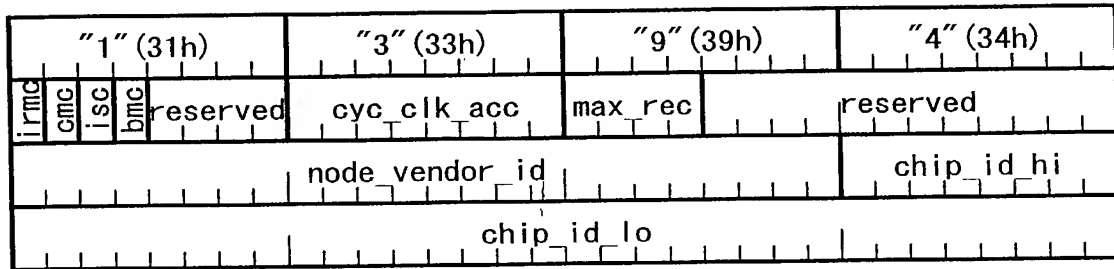 "1"(31h) "3"(33h) "9"(39h) "4"(34h)
irmc cmc isc bmc reserved cyc_clk_acc max_rec reserved
node_vendor_id chip_id_hi
chip_id_lo